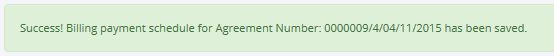 Success! Billing payment schedule for Agreement Number: 0000009/4/04/11/2015 has been saved.